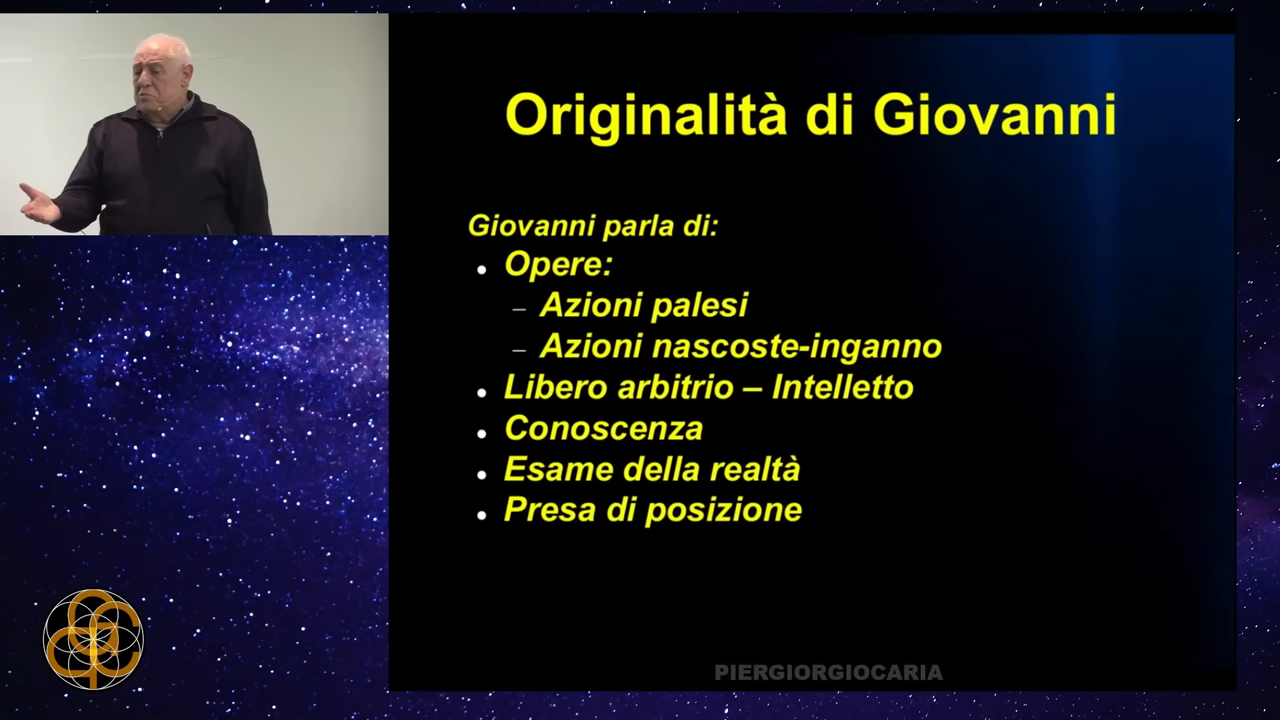 Originalità di Giovanni
Giovanni parla di:
Opere:
Azioni palesi
Azioni nascoste-inganno
Libero arbitrio – Intelletto
Conoscenza
Esame della realtà
Presa di posizione
PIERGIORGIOCARIA